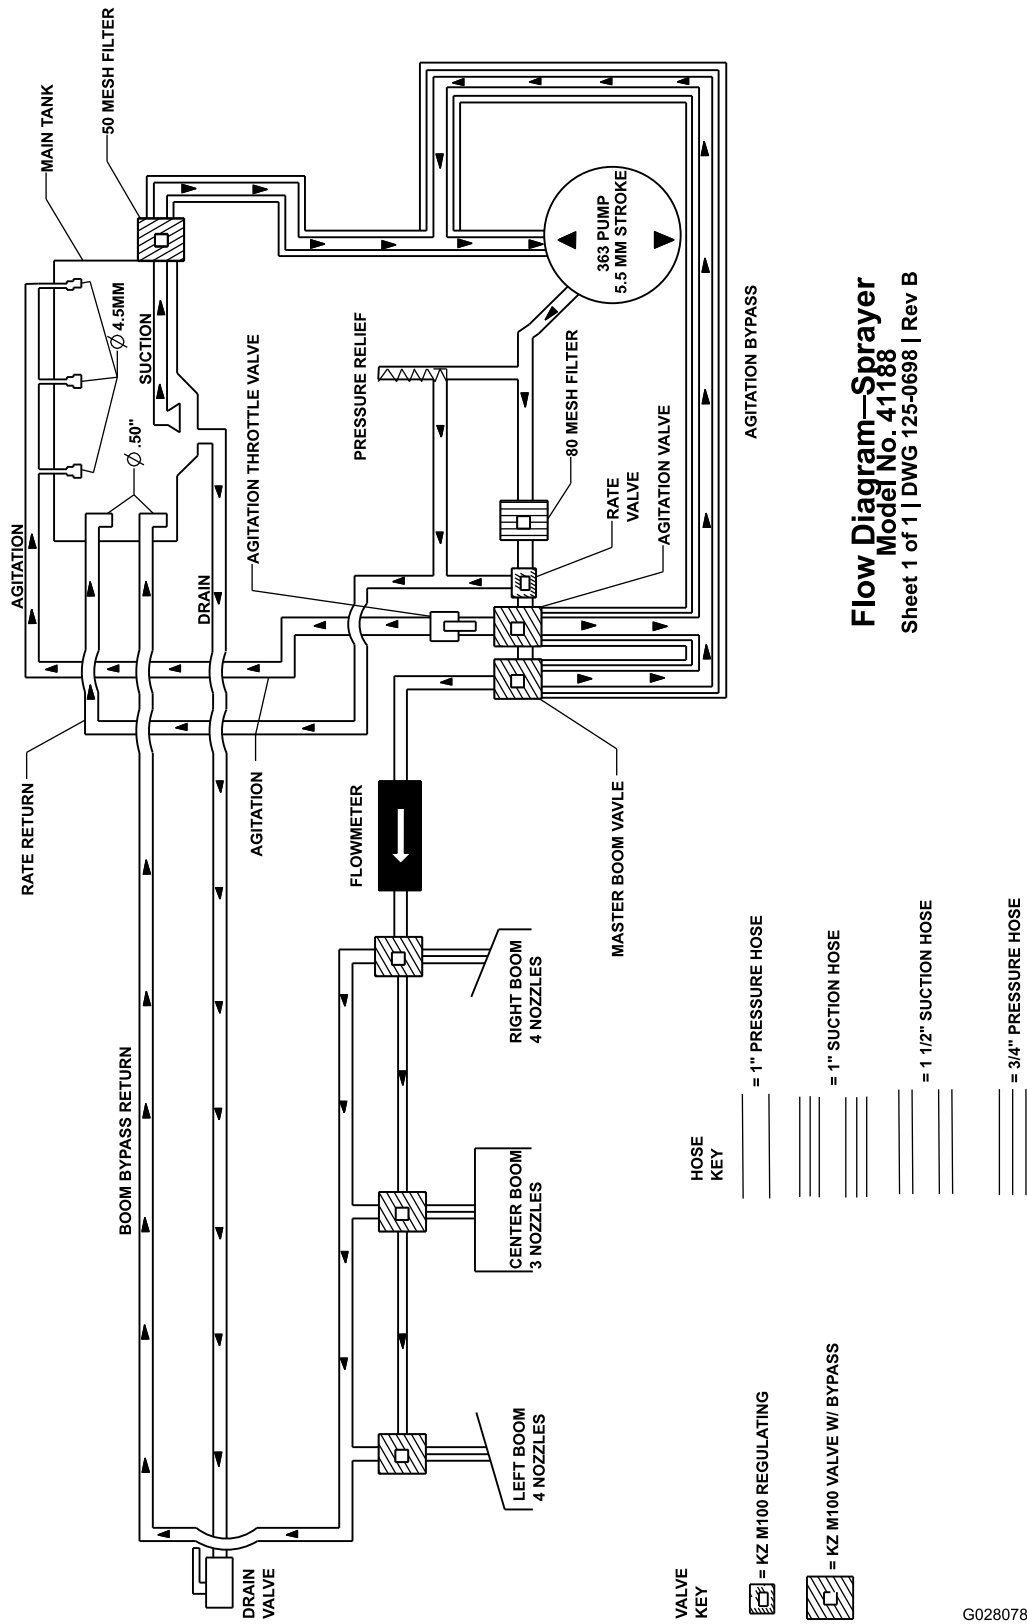 MAIN TANK
50 MESH FILTER
AGITATION
Ø 4.5MM
SUCTION
Ø .50"
DRAIN
AGITATION THROTTLE VALVE
PRESSURE RELIEF
363 PUMP
5.5 MM STROKE
80 MESH FILTER
RATE
VALVE
AGITATION VALVE
AGITATION BYPASS
RATE RETURN
AGITATION
FLOWMETER
MASTER BOOM VAVLE
BOOM BYPASS RETURN
RIGHT BOOM
4 NOZZLES
CENTER BOOM
3 NOZZLES
LEFT BOOM
4 NOZZLES
DRAIN
VALVE
VALVE
KEY
= KZ M100 REGULATING
= KZ M100 VALVE W/ BYPASS
HOSE
KEY
= 1" PRESSURE HOSE
= 1" SUCTION HOSE
= 1 1/2" SUCTION HOSE
= 3/4" PRESSURE HOSE
Flow Diagram—Sprayer
Model No. 41188
Sheet 1 of 1 | DWG 125-0698 | Rev B
G028078